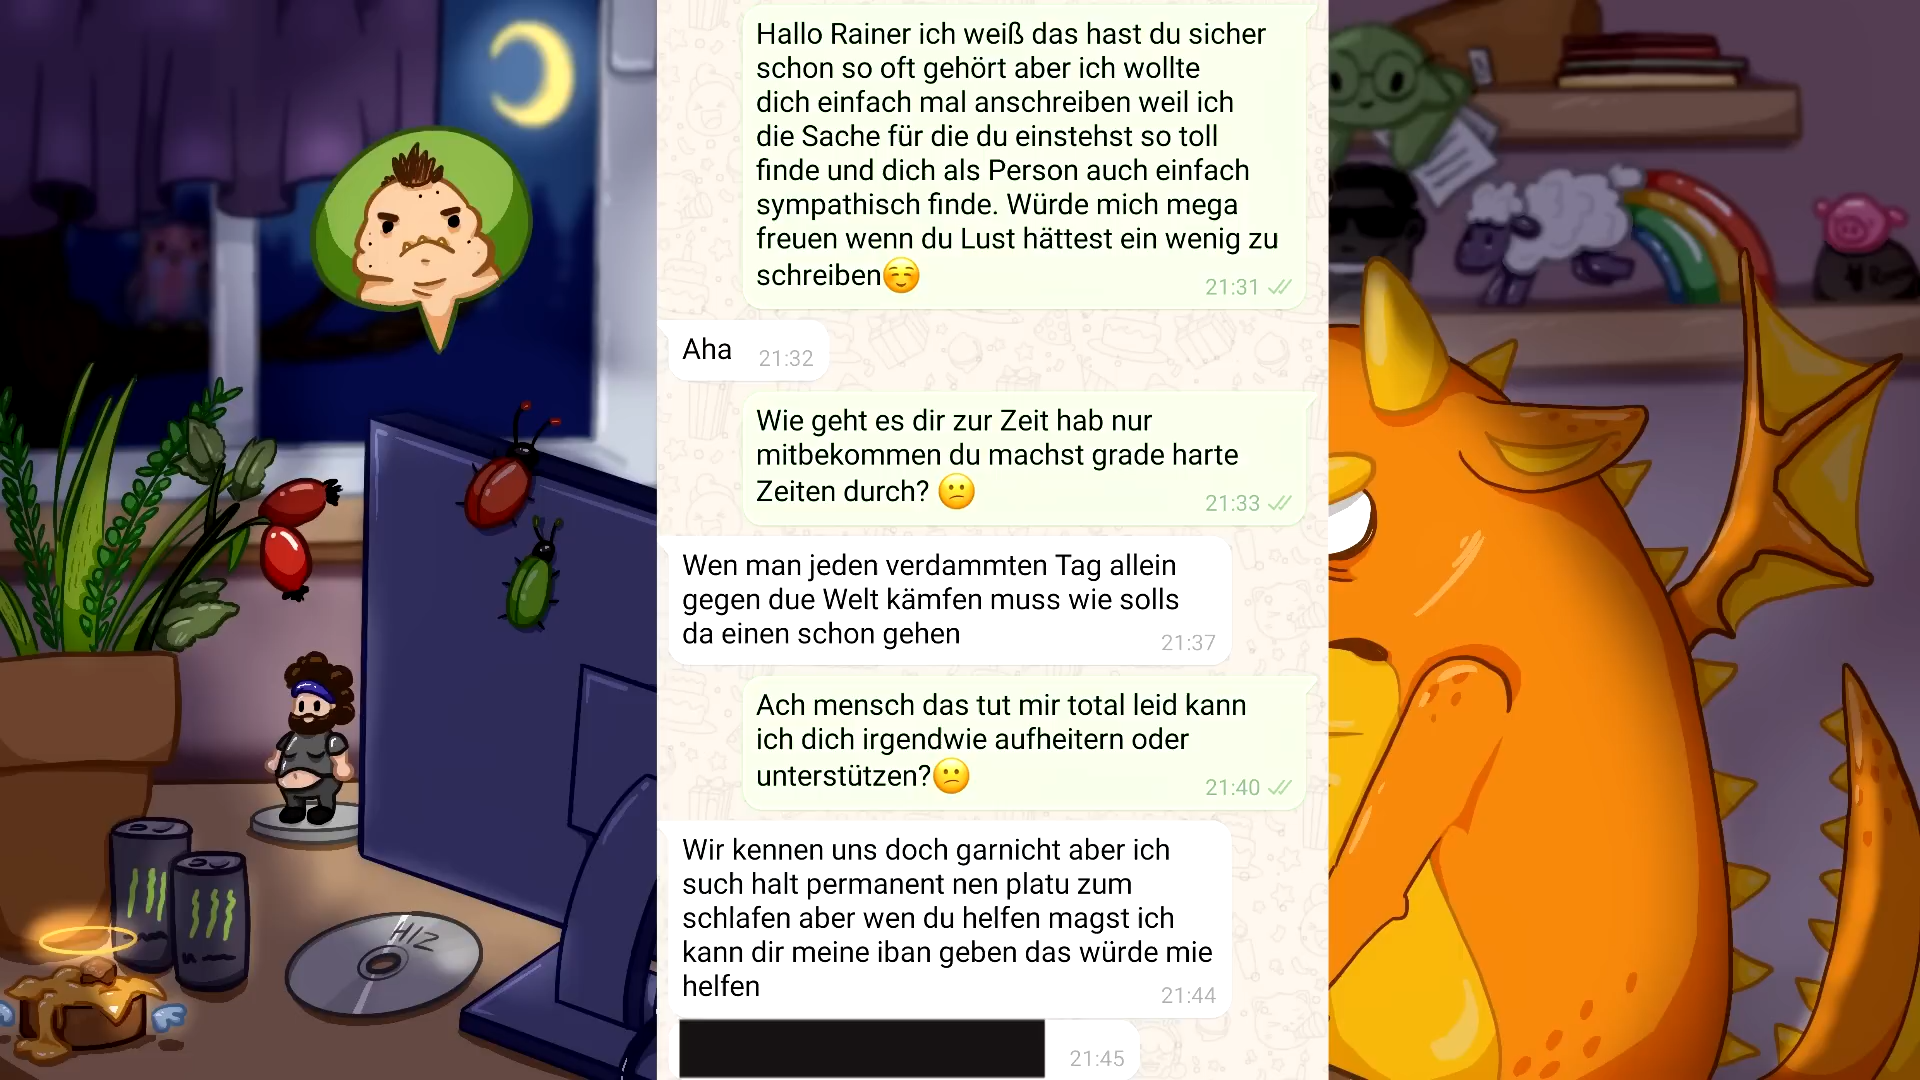 Hallo Rainer ich weiß das hast du sicher
schon so oft gehört aber ich wollte
dich einfach mal anschreiben weil ich
die Sache für die du einstehst so toll
finde und dich als Person auch einfach
sympathisch finde. Würde mich mega
freuen wenn du Lust hättest ein wenig zu
schreiben☺️
21:31
Aha
21:32
Wie geht es dir zur Zeit hab nur
mitbekommen du machst grade harte
Zeiten durch? 😕
21:33
Wen man jeden verdammten Tag allein
gegen due Welt kämfen muss wie solls
da einen schon gehen
21:37
Ach mensch das tut mir total leid kann
ich dich irgendwie aufheitern oder
unterstützen?😕
21:40
Wir kennen uns doch garnicht aber ich
such halt permanent nen platu zum
schlafen aber wen du helfen magst ich
kann dir meine iban geben das würde mie
helfen
21:44
21:45